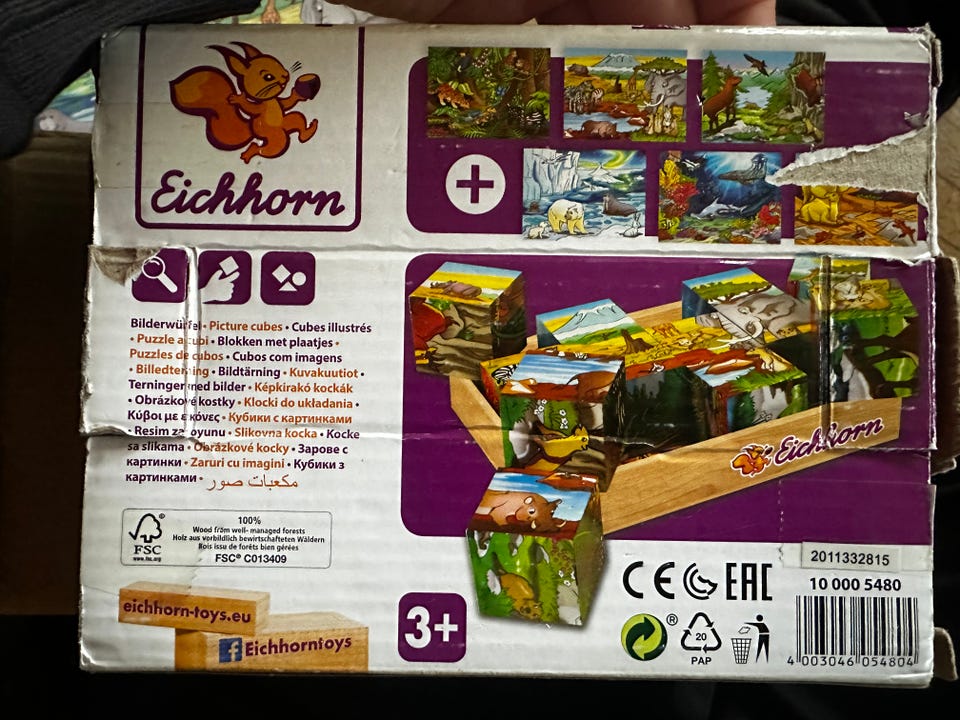 Eichhorn
+
Bilderwürfel • Picture cubes • Cubes illustrés
• Puzzle a cubi • Blokken met plaatjes •
Puzzles de cubos • Cubos com imagens
• Billedterning • Bildtärning • Kuvakuutiot •
Terninger med bilder • Képkirakó kockák
• Obrázkové kostky • Klocki do układania •
Κύβοι με εικόνες • Кубики с картинками
• Resim zar oyunu • Slikovna kocka • Kocke
sa slikama • Obrázkové kocky • Зарове с
картинки • Zaruri cu imagini • Кубики з
картинками • مكعبات صور
Eichhorn
FSC
www.fsc.org
100%
Wood from well- managed forests
Holz aus vorbildlich bewirtschafteten Wäldern
Bois issue de forêts bien gérées
FSC® C013409
eichhorn-toys.eu
f Eichhorntoys
3+
CE EAC
®
20
PAP
2011332815
10 000 5480
4 003046 054804